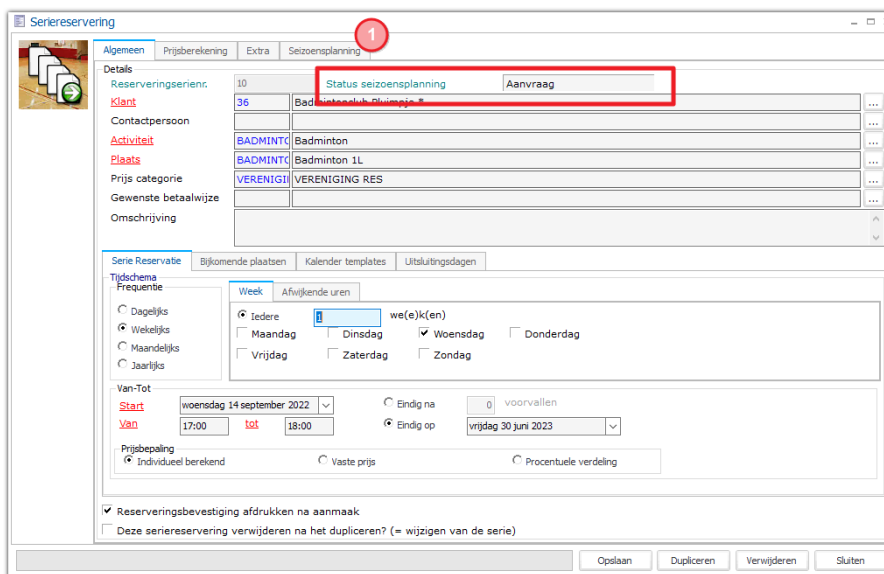 Seriereservering
1
Algemeen Prijsberekening Extra Seizoensplanning
Details
Reserveringserienr. 10 Status seizoensplanning Aanvraag
Klant 36 Badmintonclub Pluimpje *
Contactpersoon ...
Activiteit BADMINTO Badminton ...
Plaats BADMINTO Badminton 1L ...
Prijs categorie VERENIGII VERENIGING RES ...
Gewenste betaalwijze ...
Omschrijving
Serie Reservatie Bijkomende plaatsen Kalender templates Uitsluitingsdagen
Tijdschema
Frequentie Week Afwijkende uren
Dagelijks Iedere 1 we(e)k(en)
Wekelijks Maandag Dinsdag Woensdag Donderdag
Maandelijks Vrijdag Zaterdag Zondag
Jaarlijks
Van-Tot
Start woensdag 14 september 2022 Eindig na 0 voorvallen
Van 17:00 tot 18:00 Eindig op vrijdag 30 juni 2023
Prijsbepaling
Individueel berekend Vaste prijs Procentuele verdeling
Reserveringsbevestiging afdrukken na aanmaak
Deze seriereservering verwijderen na het dupliceren? (= wijzigen van de serie)
Opslaan Dupliceren Verwijderen Sluiten